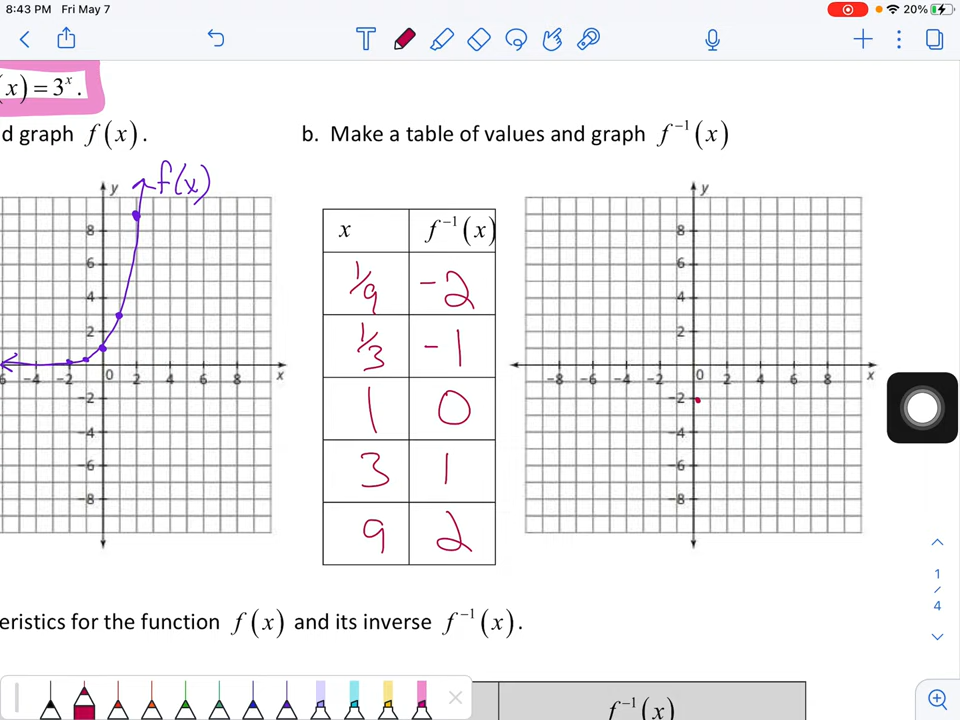 8:43 PM Fri May 7
20%
(x) = 3ˣ.
d graph f(x).
b. Make a table of values and graph f⁻¹(x)
f(x)
y
8
6
4
2
-6 -4 -2 0 2 4 6 8 x
-2
-4
-6
-8
x f⁻¹(x)
1/9 -2
1/3 -1
1 0
3 1
9 2
y
8
6
4
2
-8 -6 -4 -2 0 2 4 6 8 x
-2
-4
-6
-8
1
/
4
eristics for the function f(x) and its inverse f⁻¹(x).
f⁻¹(x)